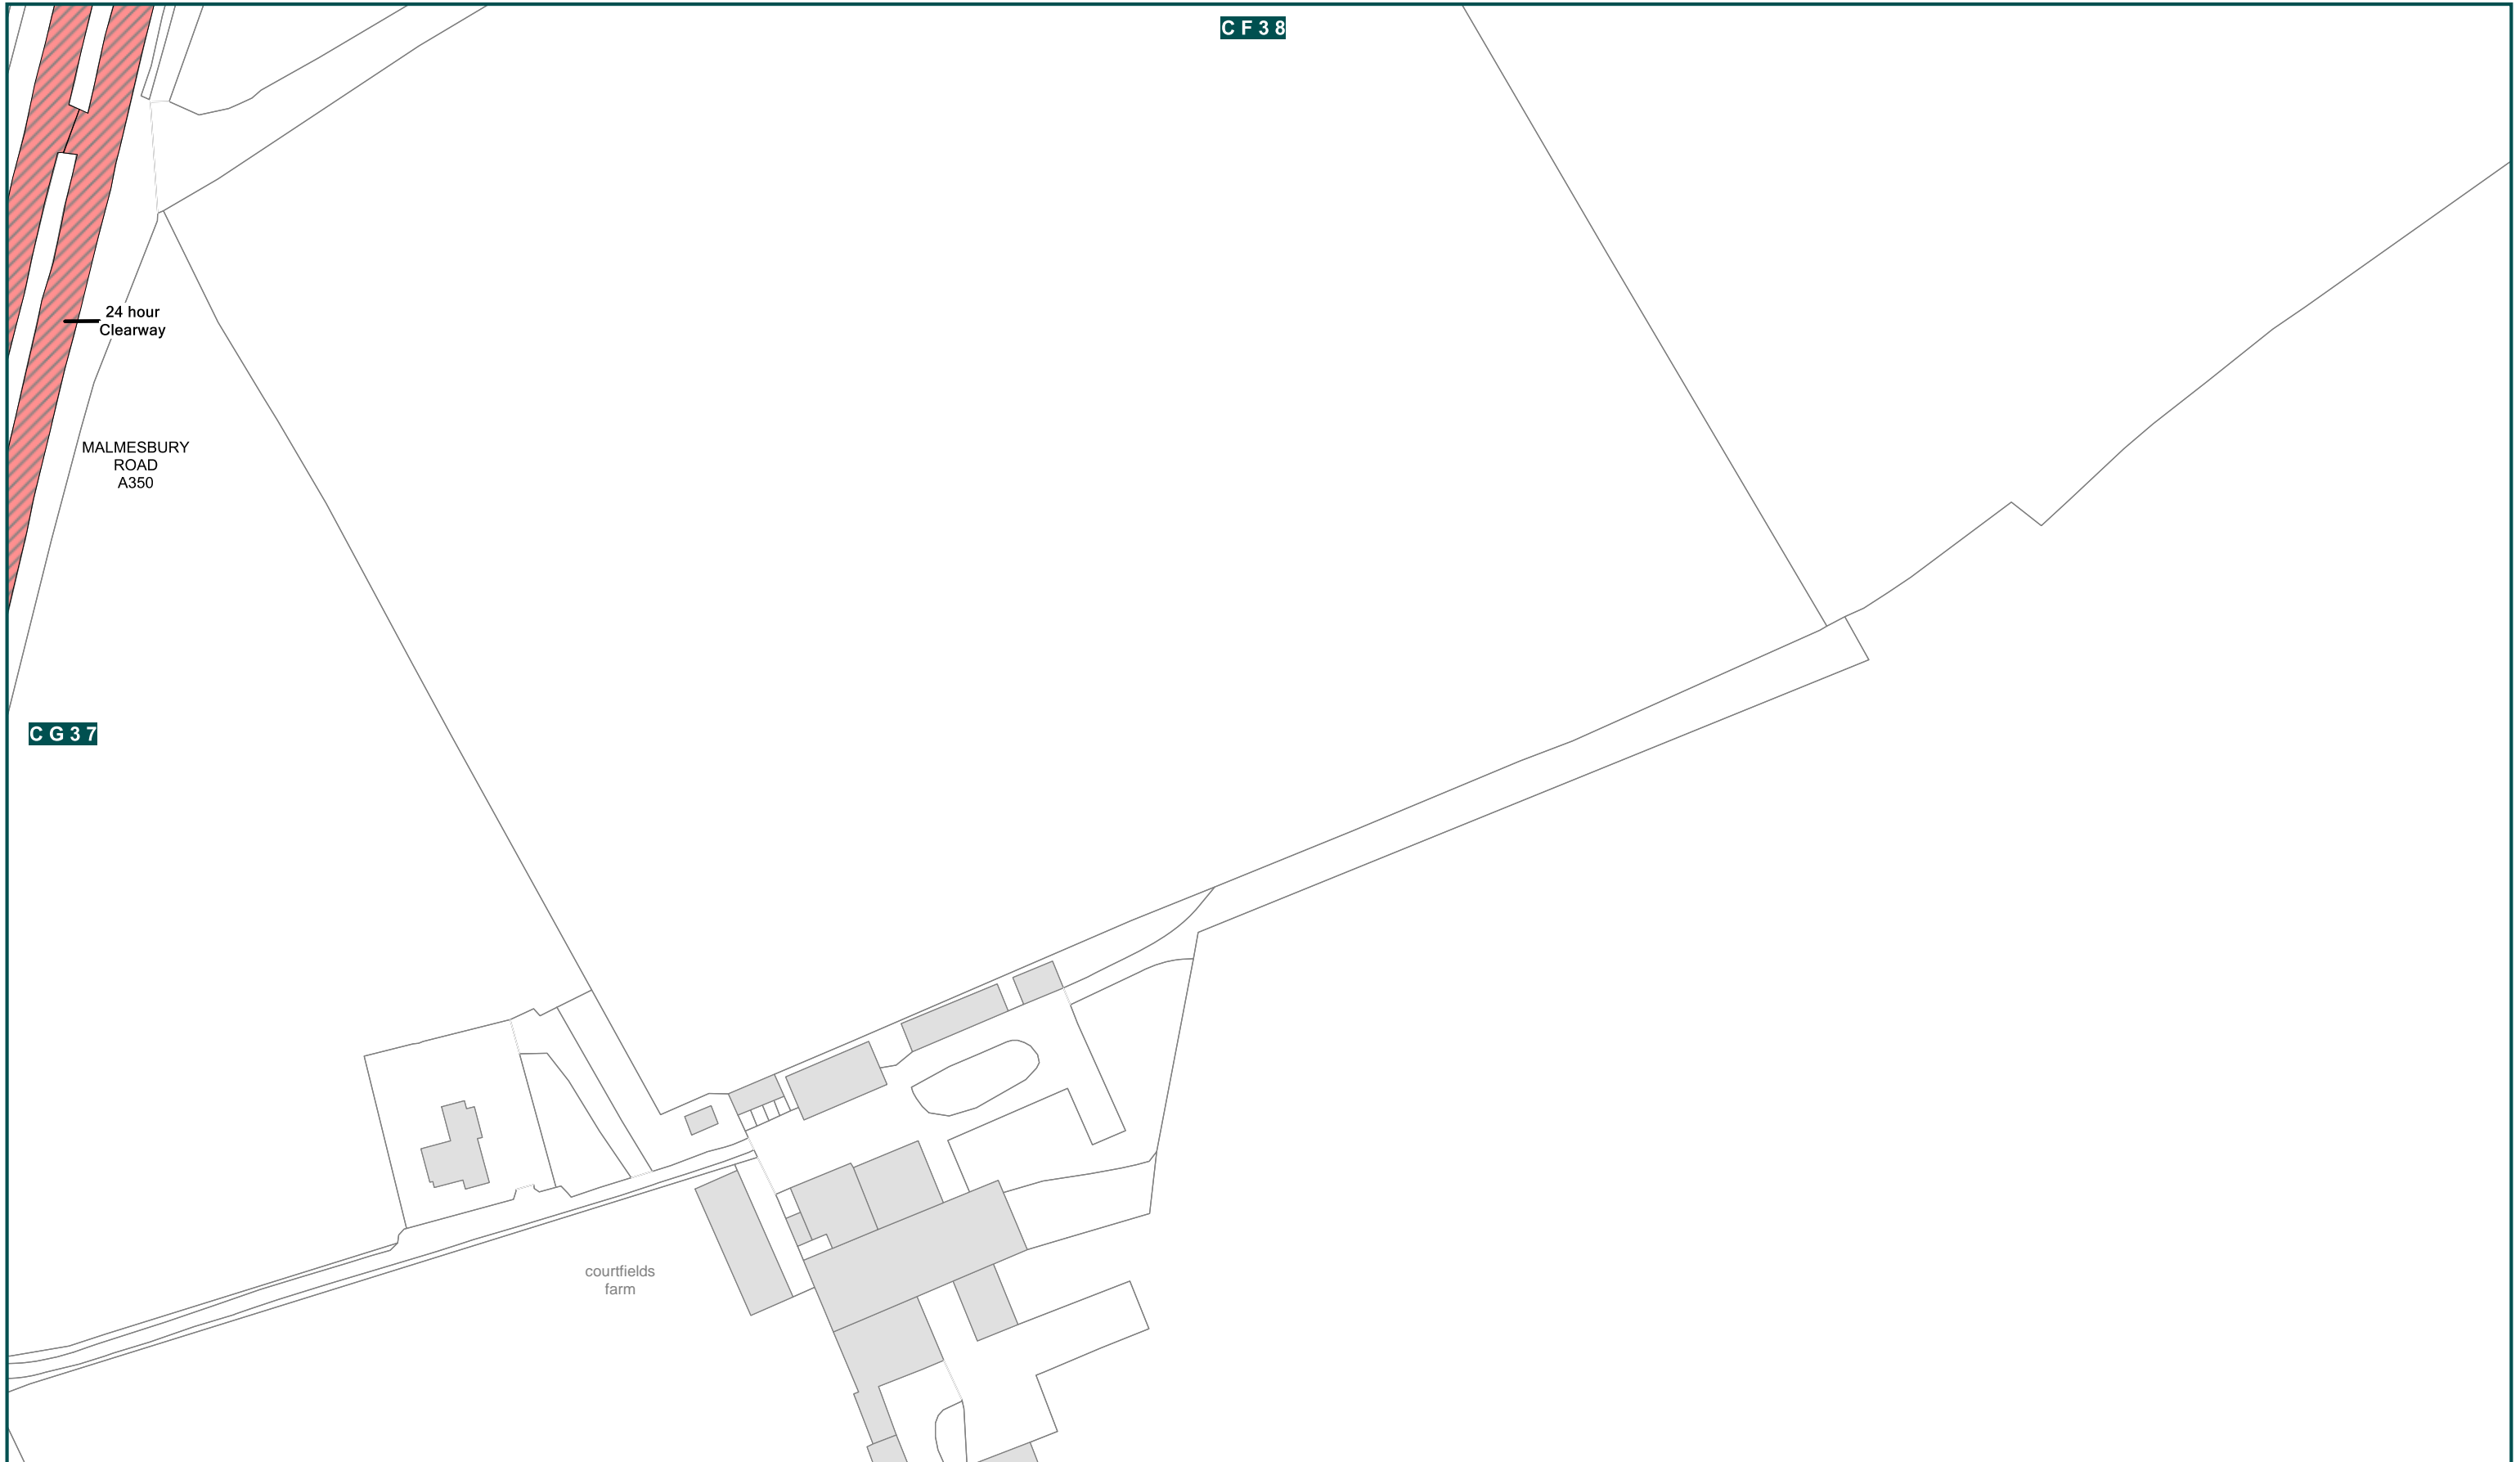 CF38
24 hour
Clearway
MALMESBURY
ROAD
A350
CG37
courtfields
farm